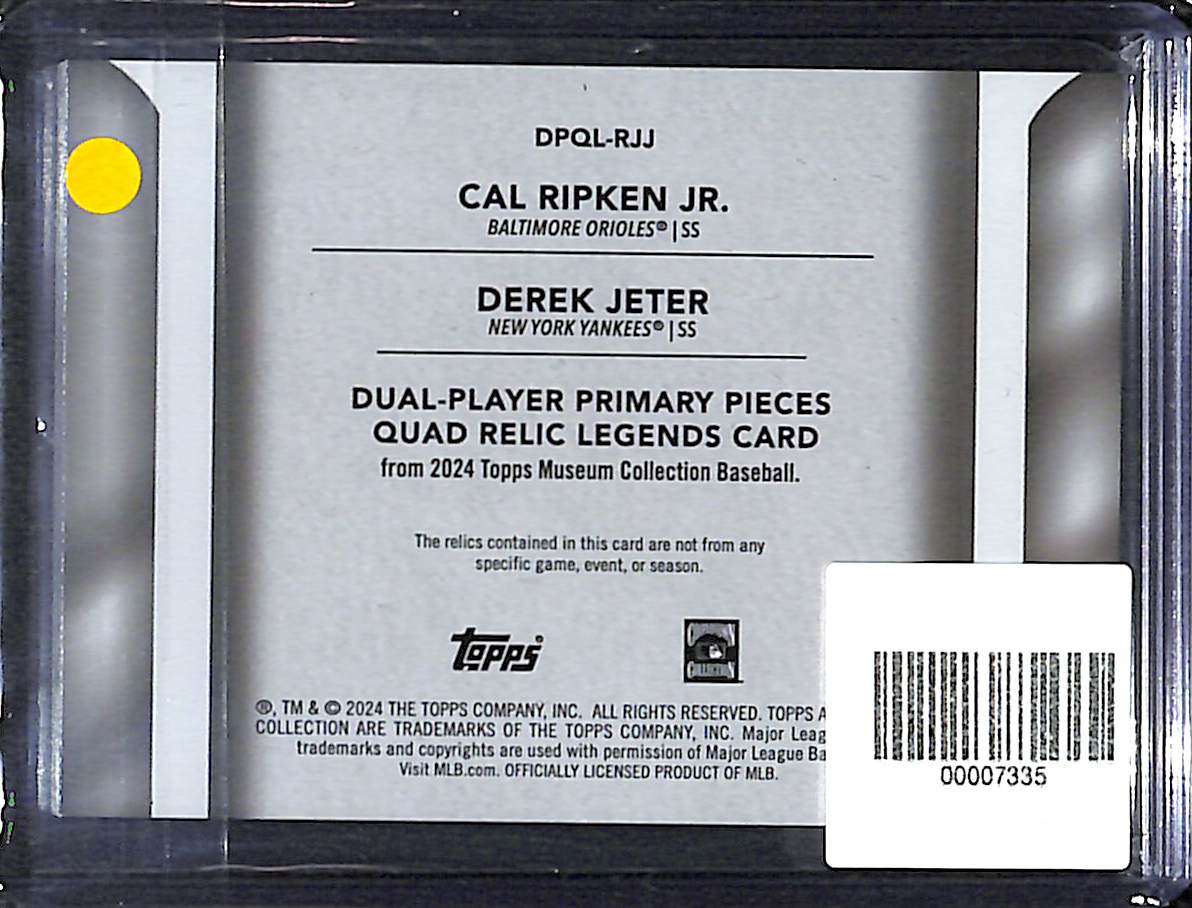 DPQL-RJJ
CAL RIPKEN JR.
BALTIMORE ORIOLES® | SS
DEREK JETER
NEW YORK YANKEES® | SS
DUAL-PLAYER PRIMARY PIECES
QUAD RELIC LEGENDS CARD
from 2024 Topps Museum Collection Baseball.
The relics contained in this card are not from any
specific game, event, or season.
Topps
COLLECTION
®, TM & © 2024 THE TOPPS COMPANY, INC. ALL RIGHTS RESERVED. TOPPS
COLLECTION ARE TRADEMARKS OF THE TOPPS COMPANY, INC. Major
trademarks and copyrights are used with permission of Major League
Visit MLB.com. OFFICIALLY LICENSED PRODUCT OF MLB.
00007335